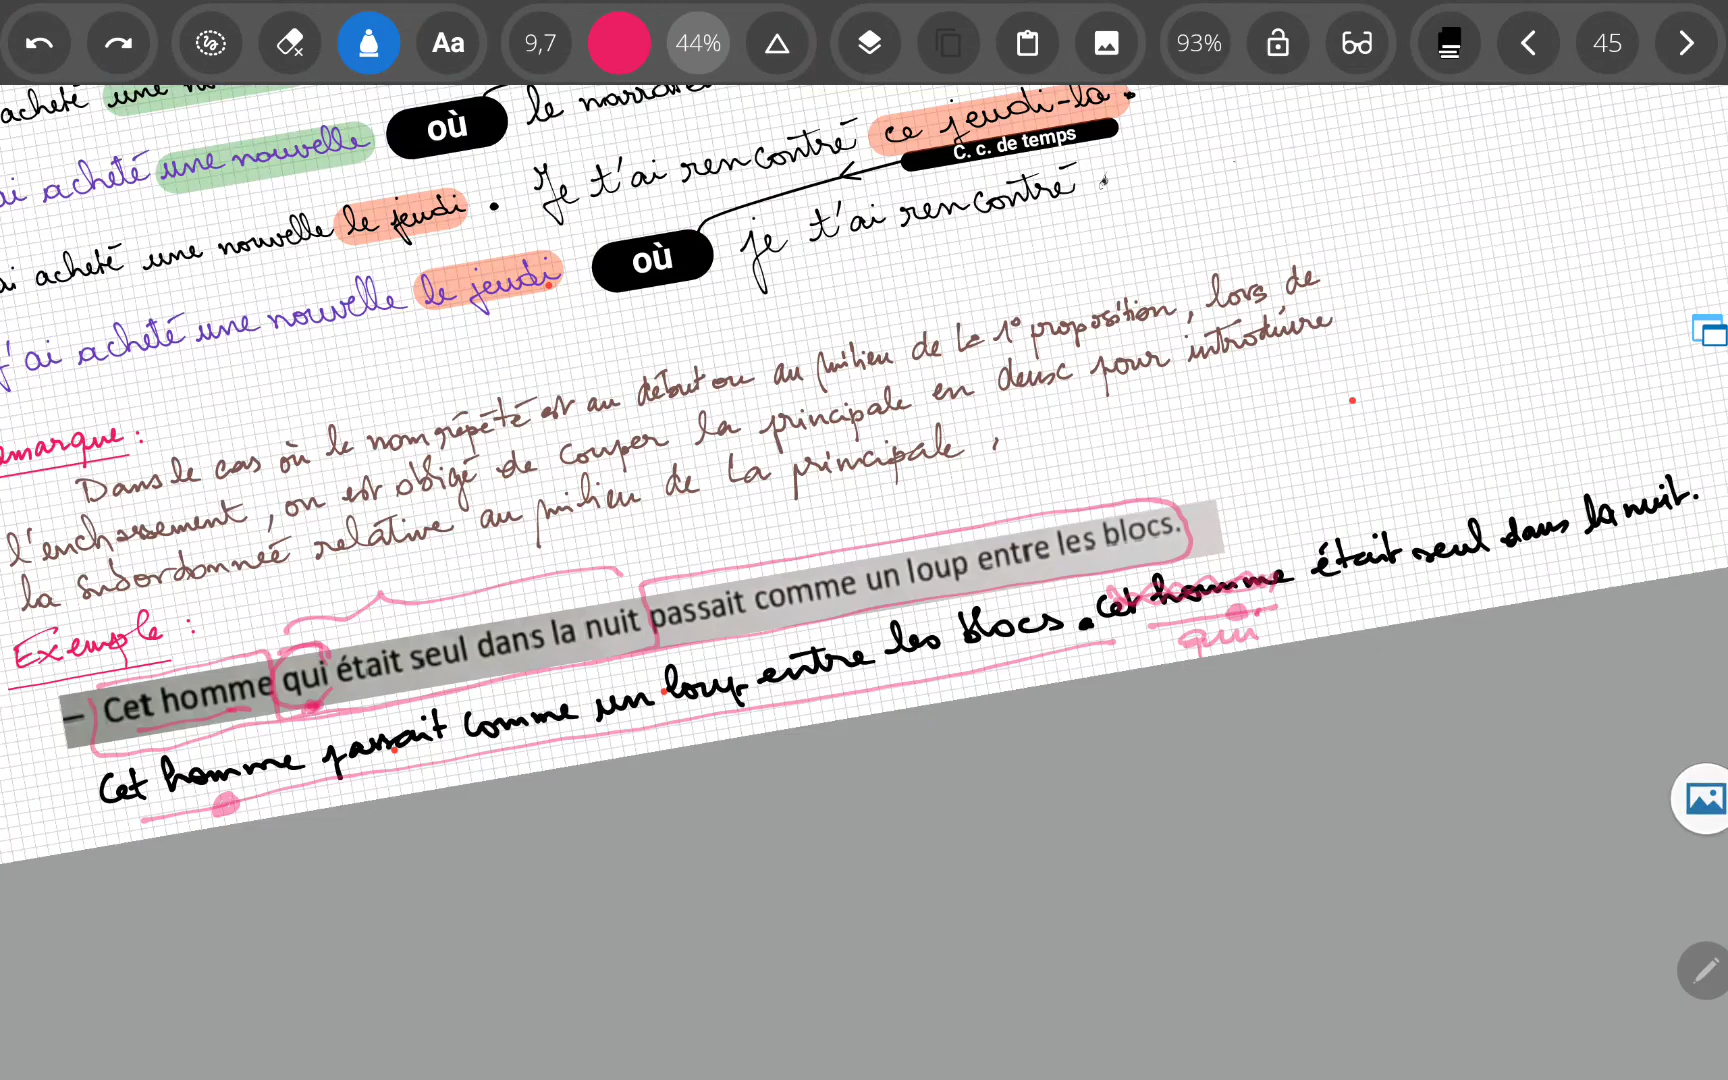 Aa 9,7 44% 93% 45
acheté une
ai acheté une nouvelle où le
Je t'ai rencontré ce jeudi-là.
C. c. de temps
ai acheté une nouvelle le jeudi.
j'ai acheté une nouvelle le jeudi où je t'ai rencontré.
emarque:
Dans le cas où le nom répété est au début ou au milieu de la 1° proposition, lors de
l'enchassement, on est obligé de couper la principale en deux pour introduire
la subordonneé relative au milieu de la principale.
Exemple:
– Cet homme qui était seul dans la nuit passait comme un loup entre les blocs.
Cet homme passait comme un loup entre les blocs. Cet homme était seul dans la nuit.
qui